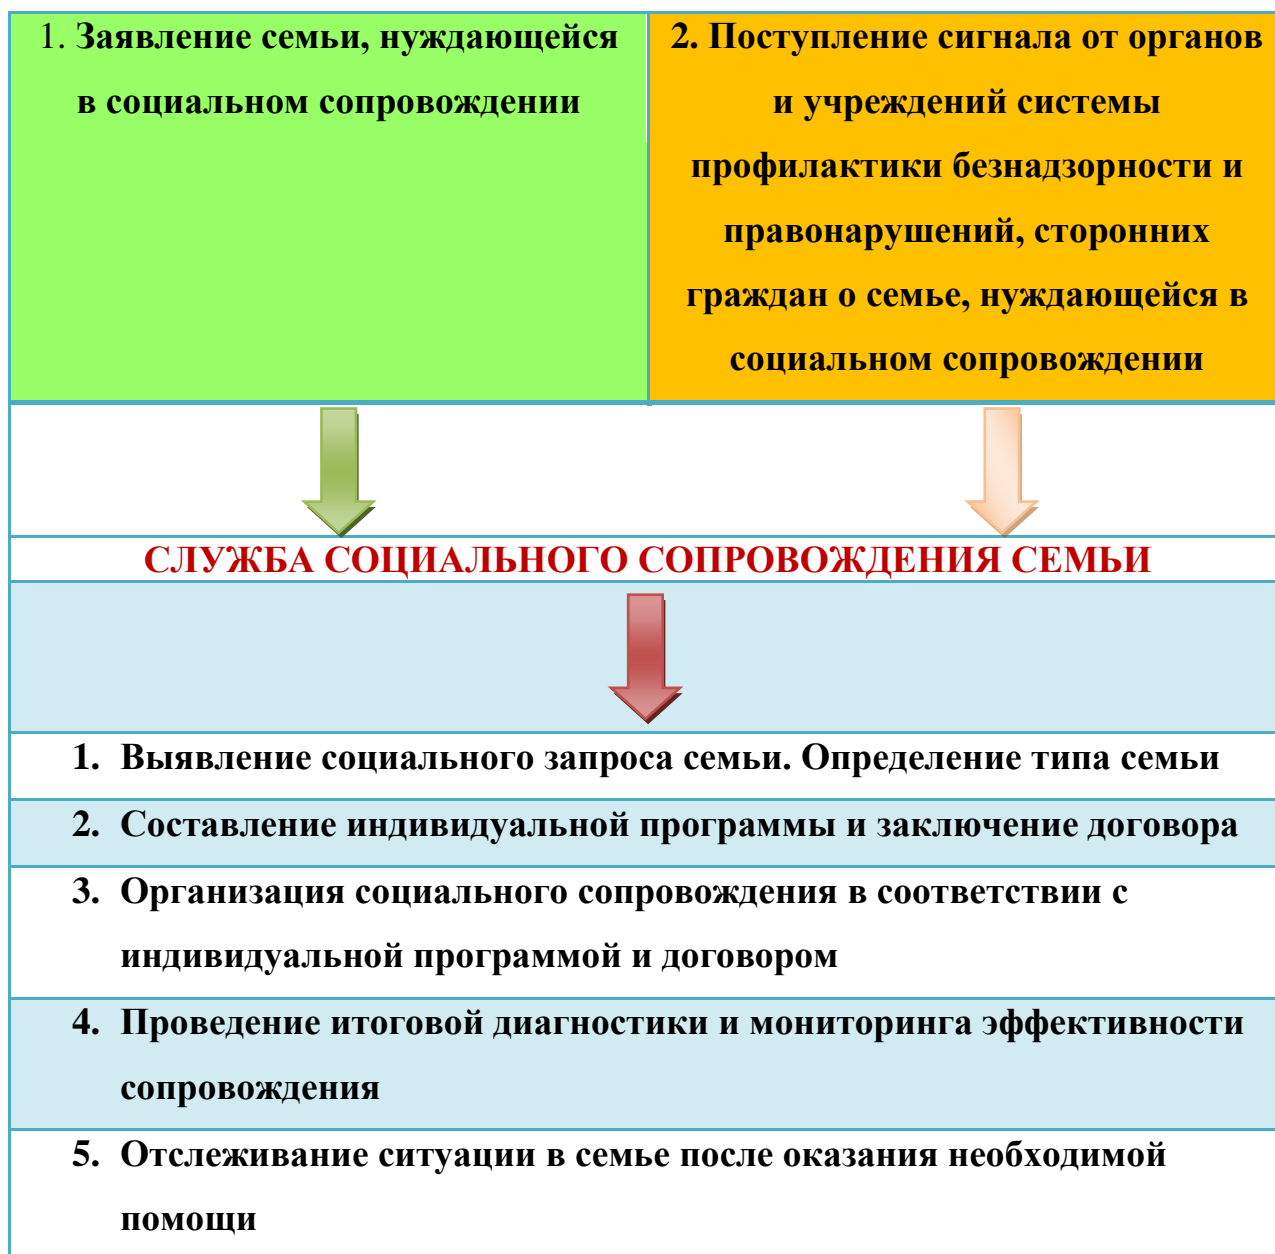 1. Заявление семьи, нуждающейся
в социальном сопровождении
2. Поступление сигнала от органов
и учреждений системы
профилактики безнадзорности и
правонарушений, сторонних
граждан о семье, нуждающейся в
социальном сопровождении
СЛУЖБА СОЦИАЛЬНОГО СОПРОВОЖДЕНИЯ СЕМЬИ
1. Выявление социального запроса семьи. Определение типа семьи
2. Составление индивидуальной программы и заключение договора
3. Организация социального сопровождения в соответствии с
индивидуальной программой и договором
4. Проведение итоговой диагностики и мониторинга эффективности
сопровождения
5. Отслеживание ситуации в семье после оказания необходимой
помощи